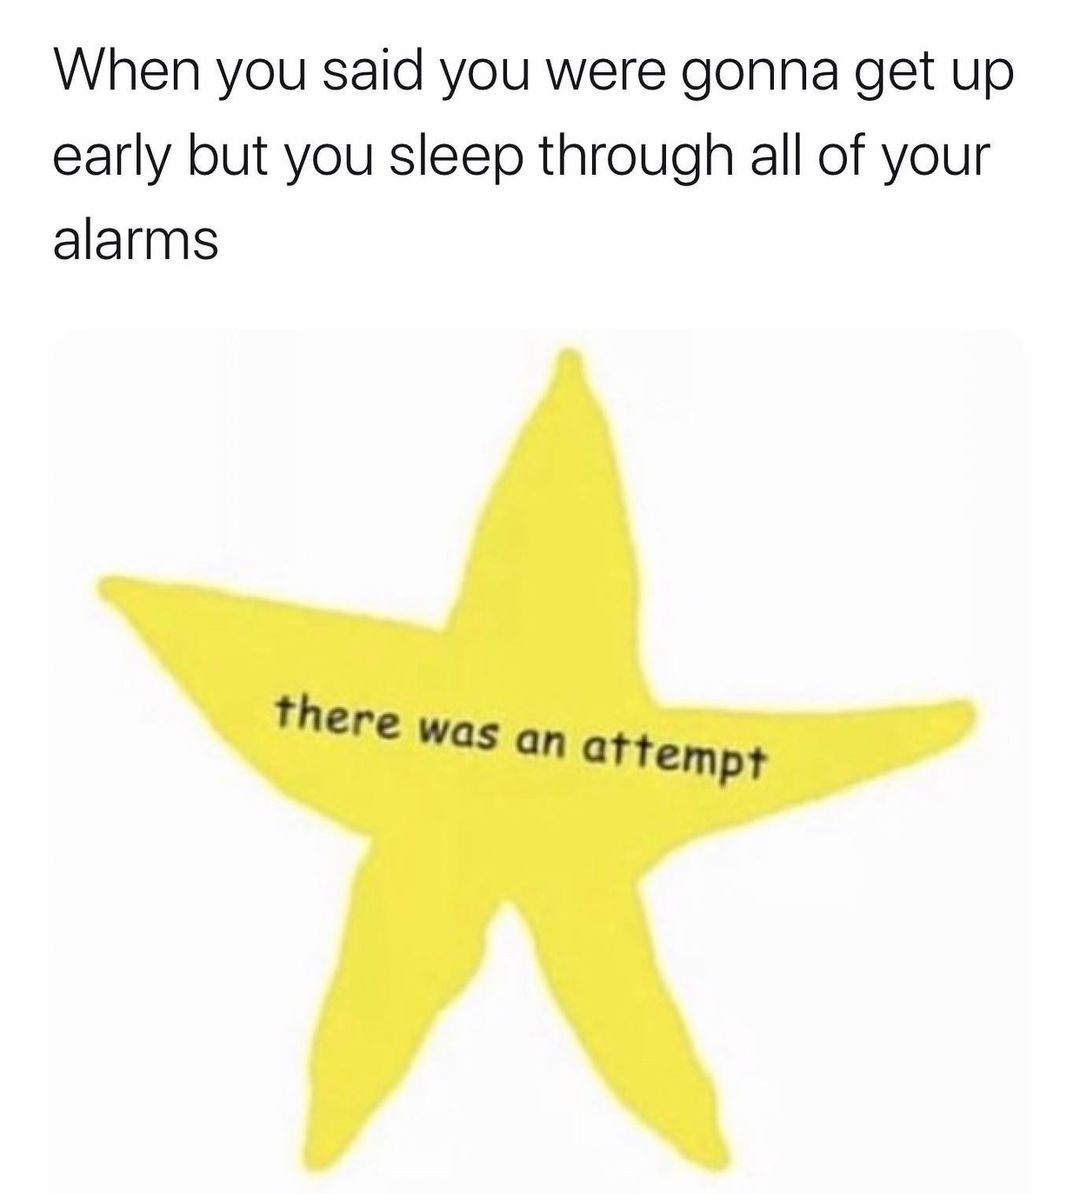 When you said you were gonna get up
early but you sleep through all of your
alarms
there was an attempt